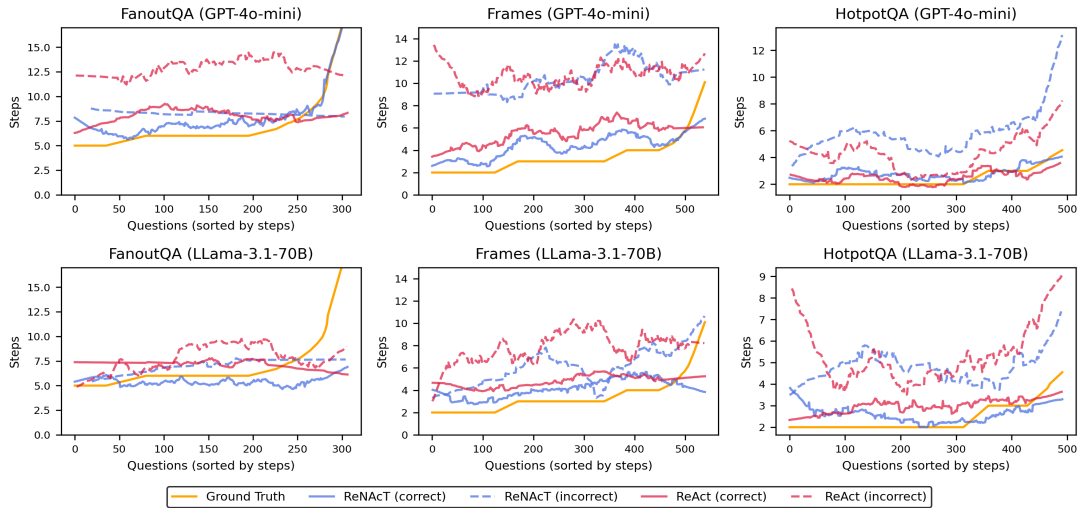 FanoutQA (GPT-4o-mini)
Steps
15.0
12.5
10.0
7.5
5.0
2.5
0.0
0 50 100 150 200 250 300
Questions (sorted by steps)
Frames (GPT-4o-mini)
Steps
14
12
10
8
6
4
2
0
0 100 200 300 400 500
Questions (sorted by steps)
HotpotQA (GPT-4o-mini)
Steps
12
10
8
6
4
2
0 100 200 300 400 500
Questions (sorted by steps)
FanoutQA (LLama-3.1-70B)
Steps
15.0
12.5
10.0
7.5
5.0
2.5
0.0
0 50 100 150 200 250 300
Questions (sorted by steps)
Frames (LLama-3.1-70B)
Steps
14
12
10
8
6
4
2
0
0 100 200 300 400 500
Questions (sorted by steps)
HotpotQA (LLama-3.1-70B)
Steps
9
8
7
6
5
4
3
2
0 100 200 300 400 500
Questions (sorted by steps)
Ground Truth ReNAcT (correct) ReNAcT (incorrect) ReAct (correct) ReAct (incorrect)